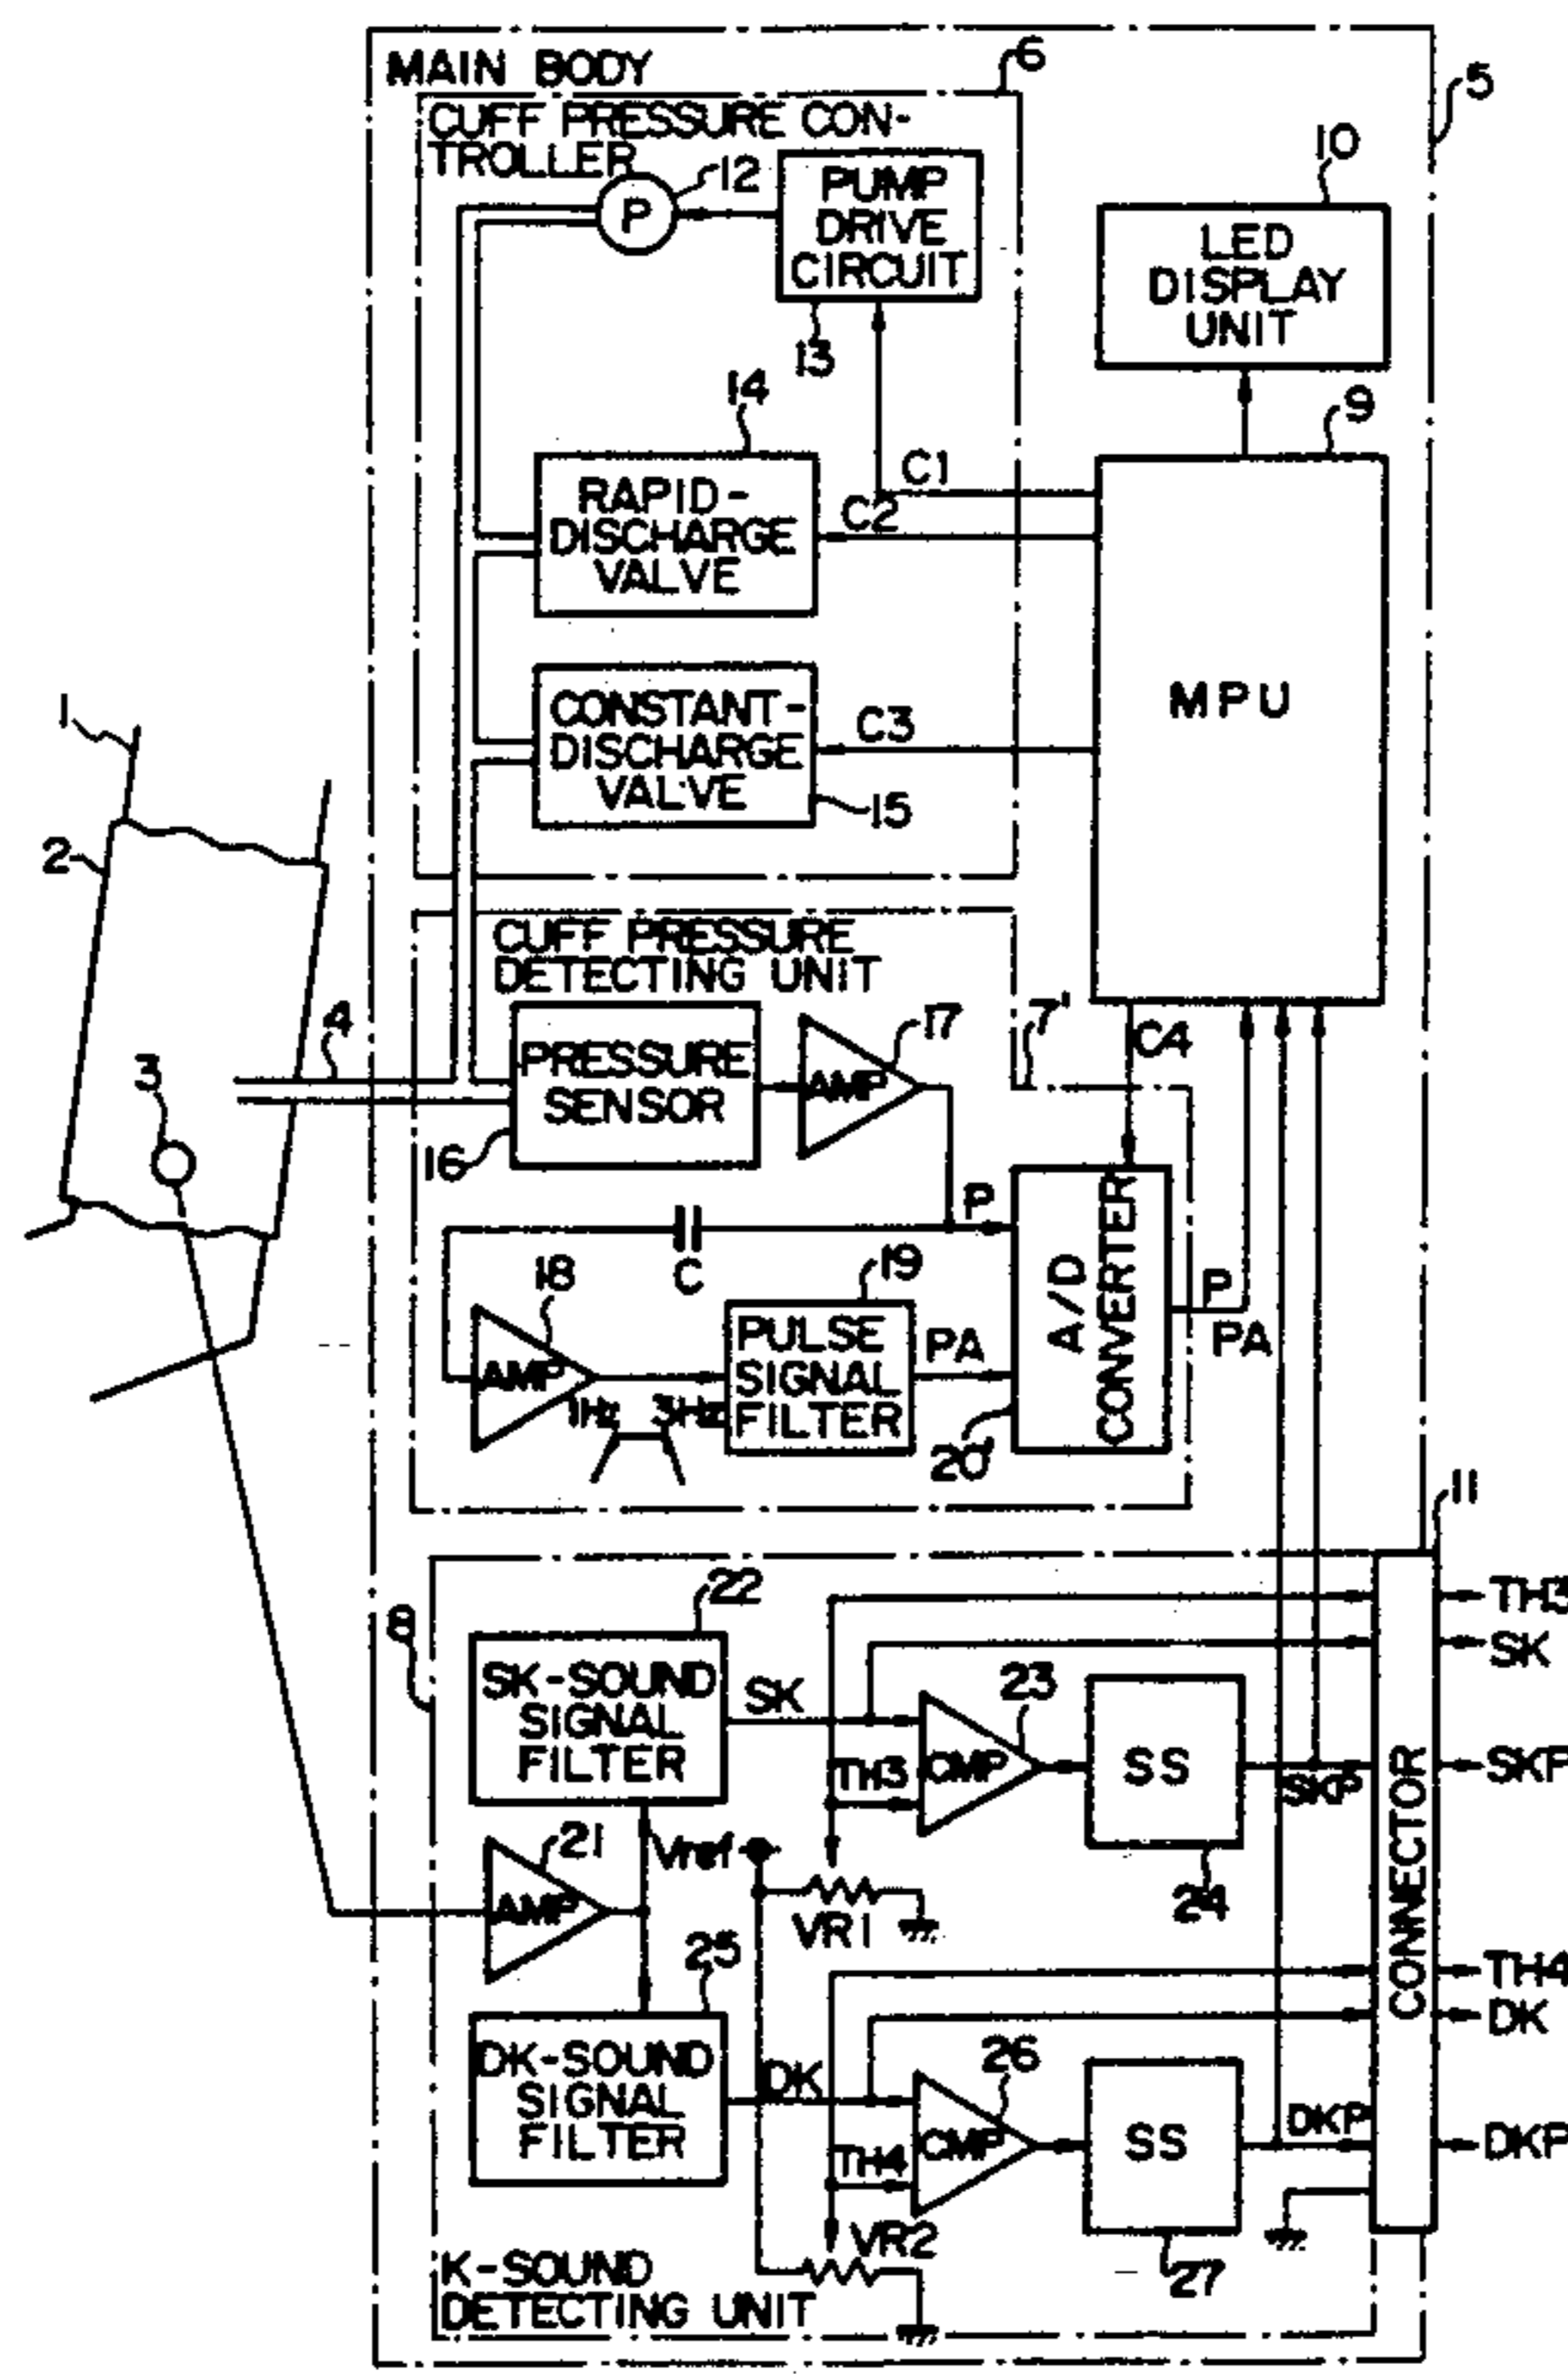 MAIN BODY
6
5
CUFF PRESSURE CON-
TROLLER
12
P
PUMP
DRIVE
CIRCUIT
13
10
LED
DISPLAY
UNIT
9
14
RAPID-
DISCHARGE
VALVE
C1
C2
MPU
CONSTANT-
DISCHARGE
VALVE
C3
15
1
2
3
4
CUFF PRESSURE
DETECTING UNIT
7'
PRESSURE
SENSOR
16
17
AMP
C4
P
C
18
AMP
1Hz 3Hz
19
PULSE
SIGNAL
FILTER
PA
A/D
CONVERTER
20'
P
PA
11
8
22
SK-SOUND
SIGNAL
FILTER
SK
TH3
23
CMP
SS
24
SKP
TH3
SK
SKP
CONNECTOR
21
AMP
Vref
VR1
25
DK-SOUND
SIGNAL
FILTER
DK
TH4
26
CMP
SS
27
DKP
TH4
DK
DKP
VR2
K-SOUND
DETECTING UNIT